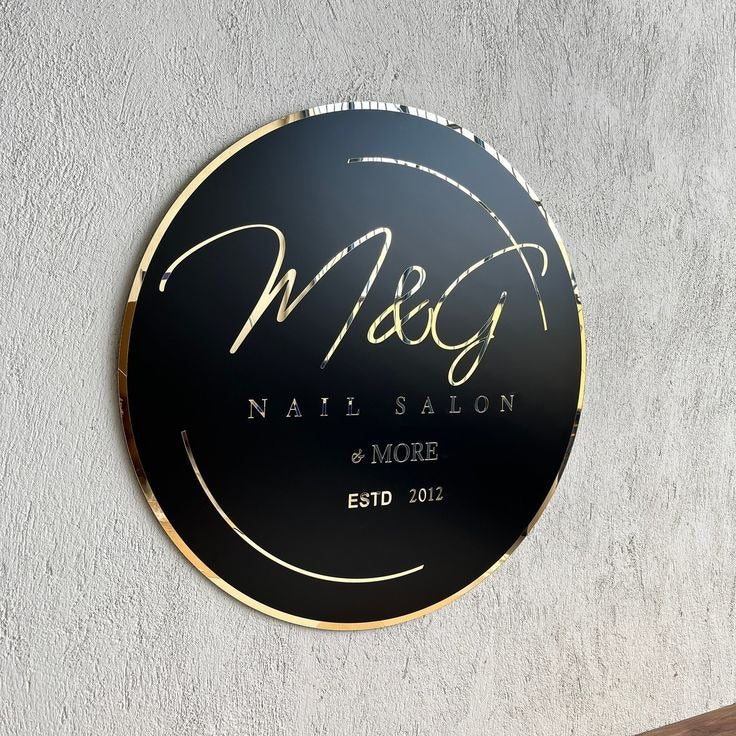 M&G
NAIL SALON
& MORE
ESTD 2012